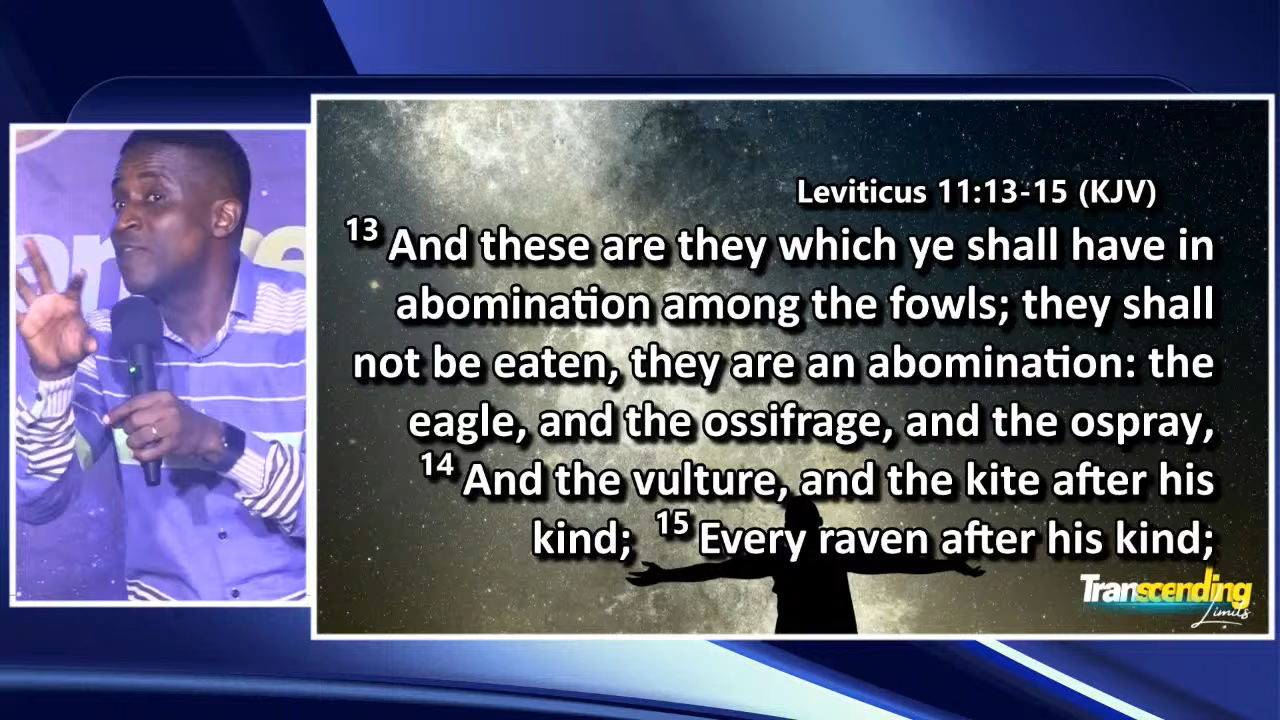 Leviticus 11:13-15 (KJV)
13 And these are they which ye shall have in
abomination among the fowls; they shall
not be eaten, they are an abomination: the
eagle, and the ossifrage, and the ospray,
14 And the vulture, and the kite after his
kind; 15 Every raven after his kind;
Transcending
Limits